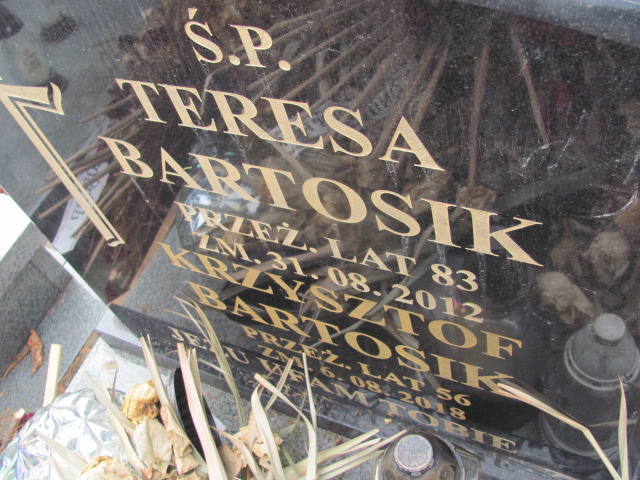 Ś.P.
TERESA
BARTOSIK
PRZEŻ. LAT 83
ZM. 31. 08. 2012
KRZYSZTOF
BARTOSIK
PRZEŻ. LAT 56
ZM. 6. 08. 2018
JEZU UFAM TOBIE